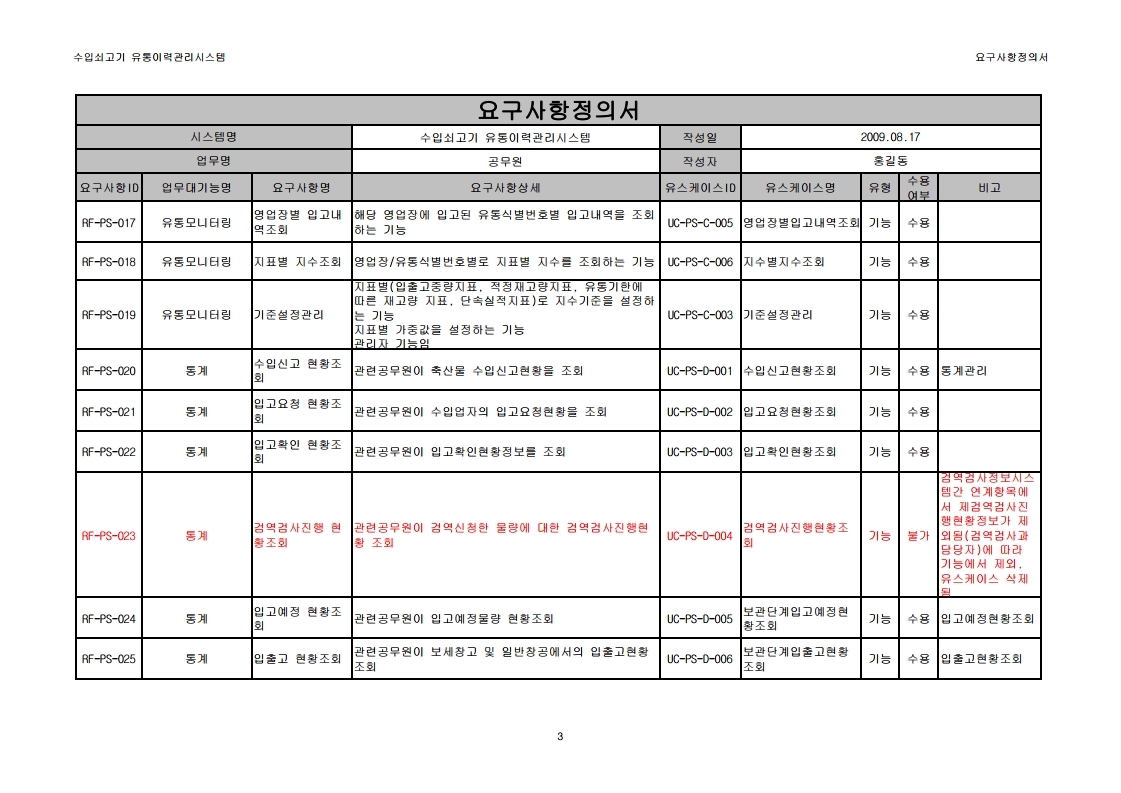 수입쇠고기 유통이력관리시스템 요구사항정의서
요구사항정의서
시스템명 수입쇠고기 유통이력관리시스템 작성일 2009.08.17
업무명 공무원 작성자 홍길동
요구사항ID 업무대기능명 요구사항명 요구사항상세 유스케이스ID 유스케이스명 유형 수용
여부 비고
RF-PS-017 유통모니터링 영업장별 입고내
역조회 해당 영업장에 입고된 유통식별번호별 입고내역을 조회
하는 기능 UC-PS-C-005 영업장별입고내역조회 기능 수용
RF-PS-018 유통모니터링 지표별 지수조회 영업장/유통식별번호별로 지표별 지수를 조회하는 기능 UC-PS-C-006 지수별지수조회 기능 수용
RF-PS-019 유통모니터링 기준설정관리 지표별(입출고중량지표, 적정재고량지표, 유통기한에
따른 재고량 지표, 단속실적지표)로 지수기준을 설정하
는 기능
지표별 가중값을 설정하는 기능
관리자 기능임 UC-PS-C-003 기준설정관리 기능 수용
RF-PS-020 통계 수입신고 현황조
회 관련공무원이 축산물 수입신고현황을 조회 UC-PS-D-001 수입신고현황조회 기능 수용 통계관리
RF-PS-021 통계 입고요청 현황조
회 관련공무원이 수입업자의 입고요청현황을 조회 UC-PS-D-002 입고요청현황조회 기능 수용
RF-PS-022 통계 입고확인 현황조
회 관련공무원이 입고확인현황정보를 조회 UC-PS-D-003 입고확인현황조회 기능 수용
RF-PS-023 통계 검역검사진행 현
황조회 관련공무원이 검역신청한 물량에 대한 검역검사진행현
황 조회 UC-PS-D-004 검역검사진행현황조
회 기능 불가 검역검사정보시스
템간 연계항목에
서 제검역검사진
행현황정보가 제
외됨(검역검사과
담당자)에 따라
기능에서 제외,
유스케이스 삭제
됨
RF-PS-024 통계 입고예정 현황조
회 관련공무원이 입고예정물량 현황조회 UC-PS-D-005 보관단계입고예정현
황조회 기능 수용 입고예정현황조회
RF-PS-025 통계 입출고 현황조회 관련공무원이 보세창고 및 일반창공에서의 입출고현황
조회 UC-PS-D-006 보관단계입출고현황
조회 기능 수용 입출고현황조회
3